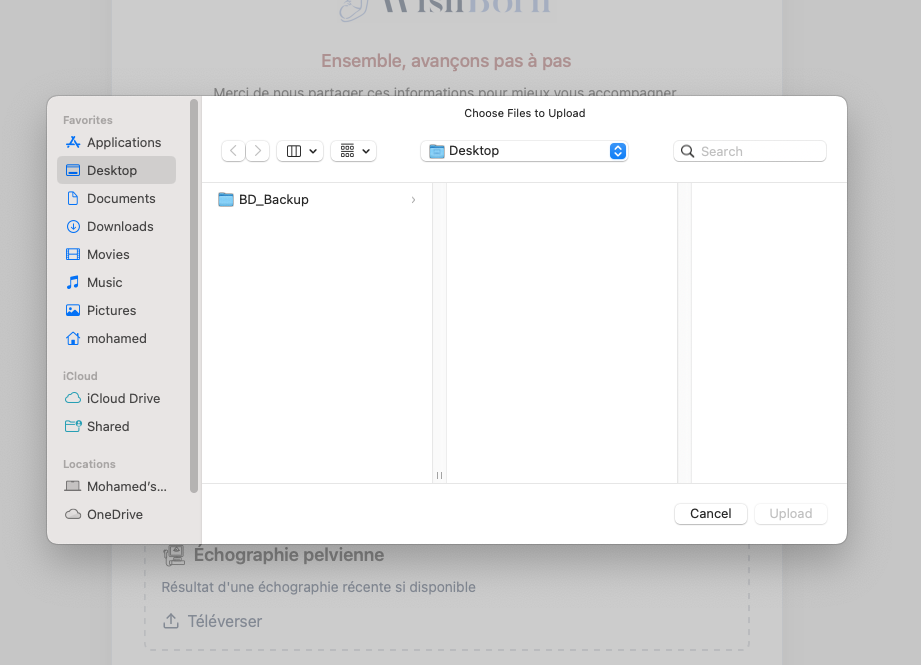 WishBorn
Ensemble, avançons pas à pas
Merci de nous partager ces informations pour mieux vous accompagner
Choose Files to Upload
Favorites
Applications
Desktop
Documents
Downloads
Movies
Music
Pictures
mohamed
iCloud
iCloud Drive
Shared
Locations
Mohamed's...
OneDrive
Desktop
Search
BD_Backup
Cancel
Upload
Échographie pelvienne
Résultat d'une échographie récente si disponible
Téléverser